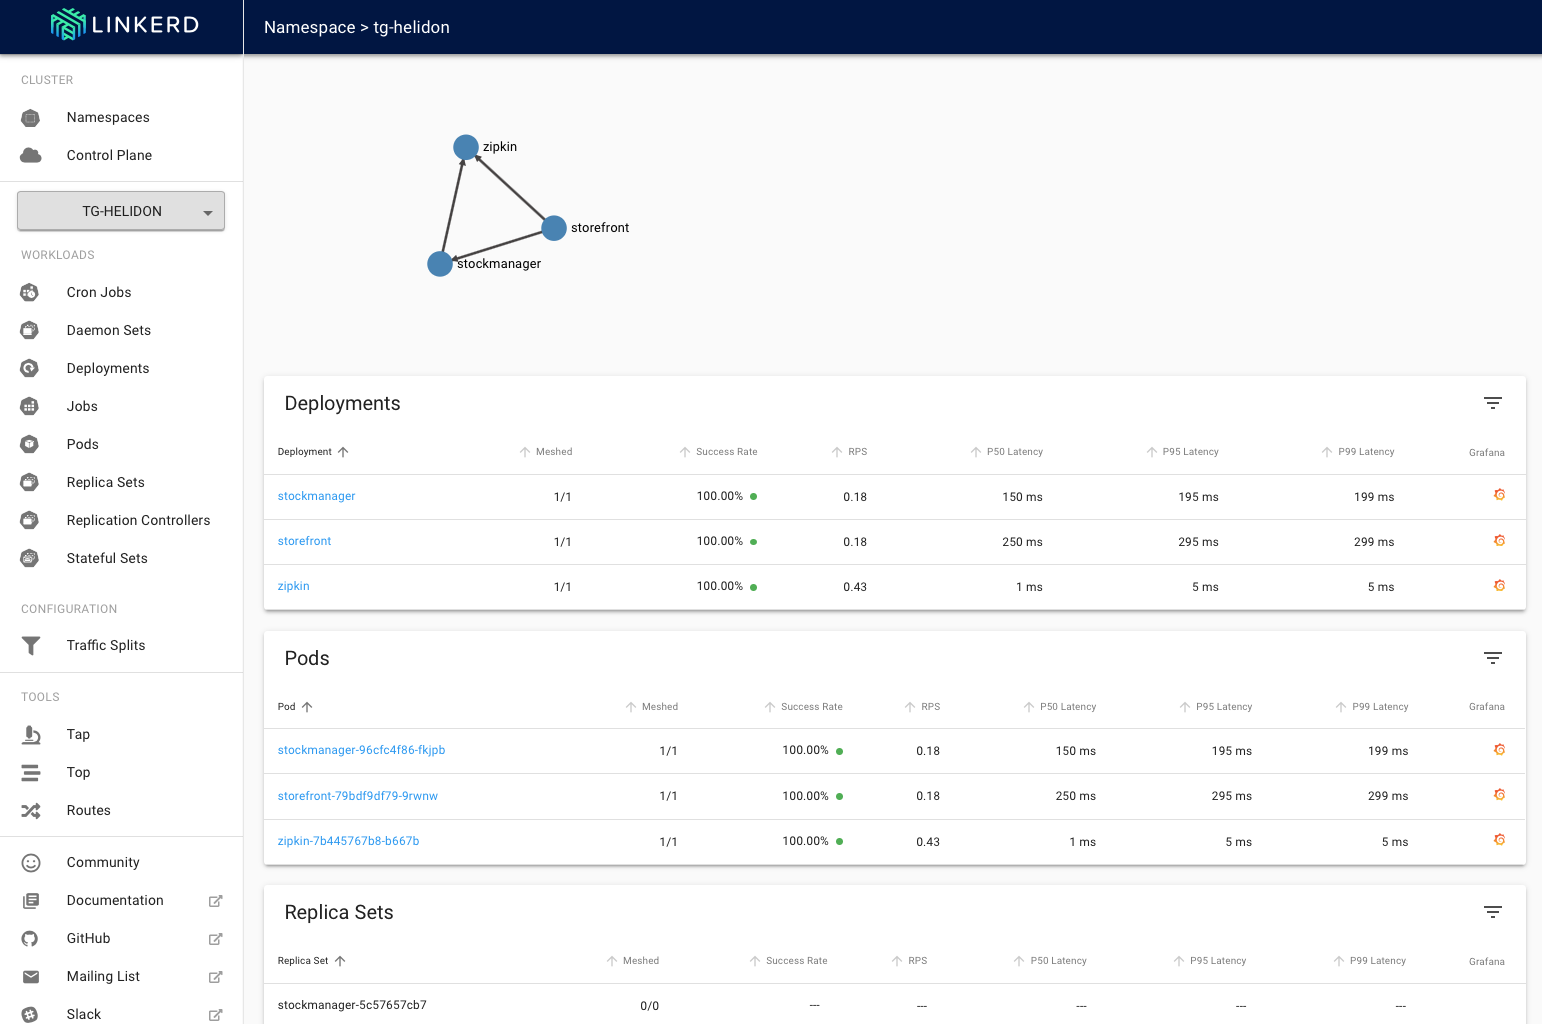 LINKERD
Namespace > tg-helidon
CLUSTER
Namespaces
Control Plane
TG-HELIDON
WORKLOADS
Cron Jobs
Daemon Sets
Deployments
Jobs
Pods
Replica Sets
Replication Controllers
Stateful Sets
CONFIGURATION
Traffic Splits
TOOLS
Tap
Top
Routes
Community
Documentation
GitHub
Mailing List
Slack
zipkin
storefront
stockmanager
Deployments
Deployment Meshed Success Rate RPS P50 Latency P95 Latency P99 Latency Grafana
stockmanager 1/1 100.00% 0.18 150 ms 195 ms 199 ms
storefront 1/1 100.00% 0.18 250 ms 295 ms 299 ms
zipkin 1/1 100.00% 0.43 1 ms 5 ms 5 ms
Pods
Pod Meshed Success Rate RPS P50 Latency P95 Latency P99 Latency Grafana
stockmanager-96cfc4f86-fkjpb 1/1 100.00% 0.18 150 ms 195 ms 199 ms
storefront-79bdf9df79-9rwnw 1/1 100.00% 0.18 250 ms 295 ms 299 ms
zipkin-7b445767b8-b667b 1/1 100.00% 0.43 1 ms 5 ms 5 ms
Replica Sets
Replica Set Meshed Success Rate RPS P50 Latency P95 Latency P99 Latency Grafana
stockmanager-5c57657cb7 0/0 --- --- --- --- ---